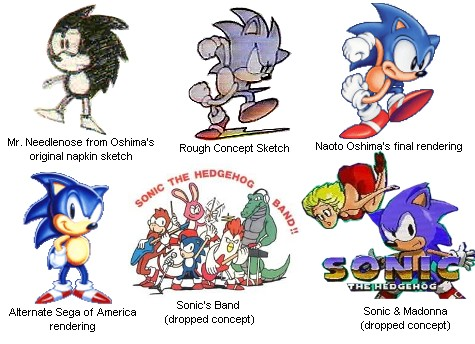 Mr. Needlenose from Oshima's
original napkin sketch
Rough Concept Sketch
Naoto Oshima's final rendering
Alternate Sega of America
rendering
SONIC THE HEDGEHOG BAND!!
Sonic's Band
(dropped concept)
SONIC
THE HEDGEHOG
Sonic & Madonna
(dropped concept)